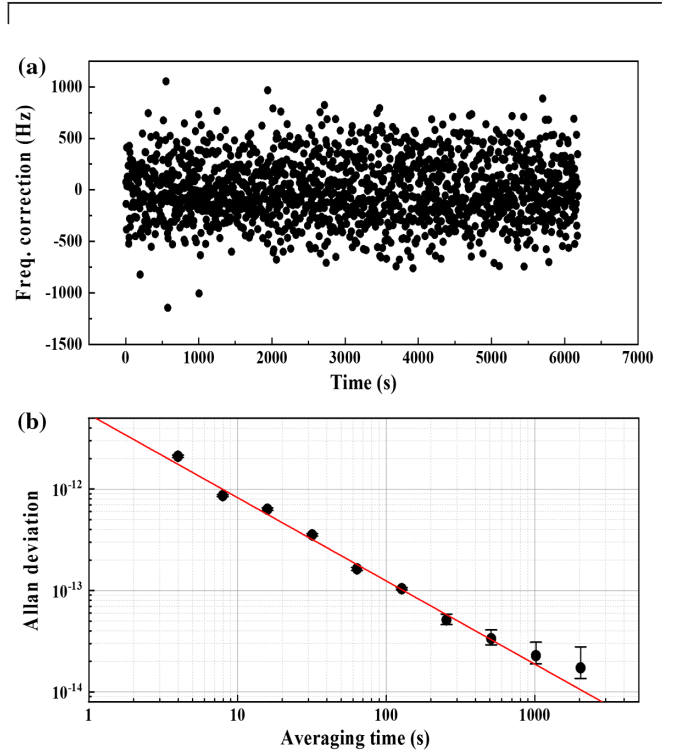 (a)
1000
500
0
-500
-1000
-1500
Freq. correction (Hz)
0 1000 2000 3000 4000 5000 6000 7000
Time (s)
(b)
10-12
10-13
10-14
Allan deviation
1 10 100 1000
Averaging time (s)